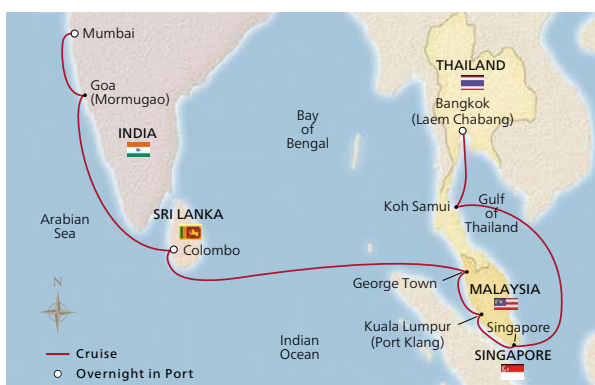 Mumbai
Goa
(Mormugao)
INDIA
Arabian
Sea
SRI LANKA
Colombo
Bay
of
Bengal
THAILAND
Bangkok
(Laem Chabang)
Koh Samui
Gulf
of
Thailand
George Town
MALAYSIA
Kuala Lumpur
(Port Klang)
Singapore
SINGAPORE
Indian
Ocean
N
Cruise
Overnight in Port